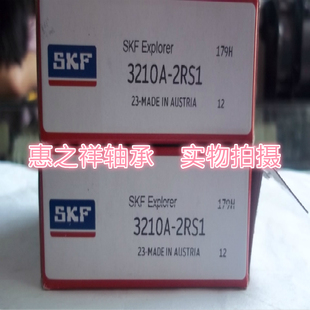 SKF
SKF Explorer 179H
3210A-2RS1
23-MADE IN AUSTRIA 12
惠之祥轴承 实物拍摄
SKF
SKF Explorer 179H
3210A-2RS1
23-MADE IN AUSTRIA 12